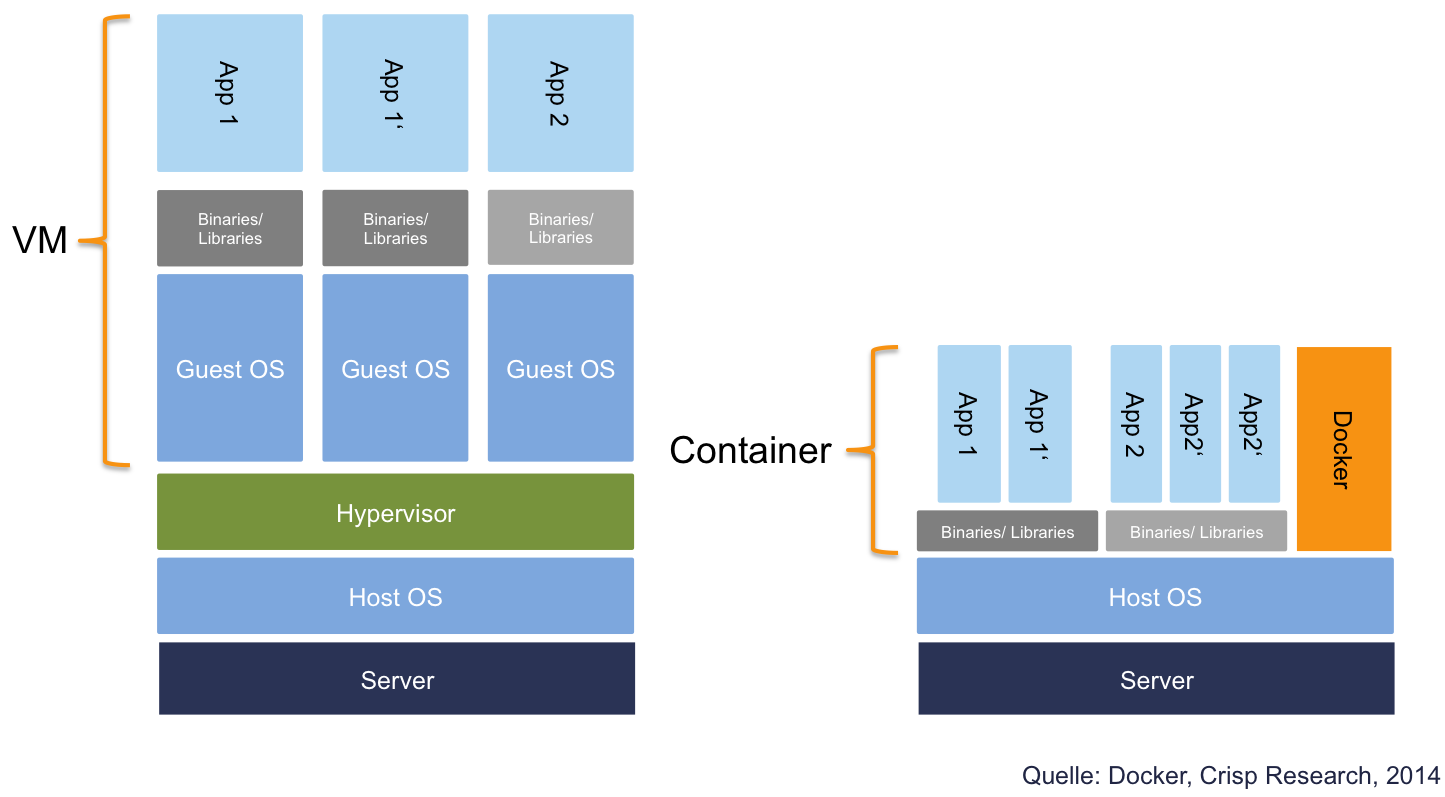 App 1
App 1‘
App 2
Binaries/
Libraries
Binaries/
Libraries
Binaries/
Libraries
VM
Guest OS
Guest OS
Guest OS
Hypervisor
Host OS
Server
Container
App 1
App 1‘
App 2
App2‘
App2‘
Docker
Binaries/ Libraries
Binaries/ Libraries
Host OS
Server
Quelle: Docker, Crisp Research, 2014